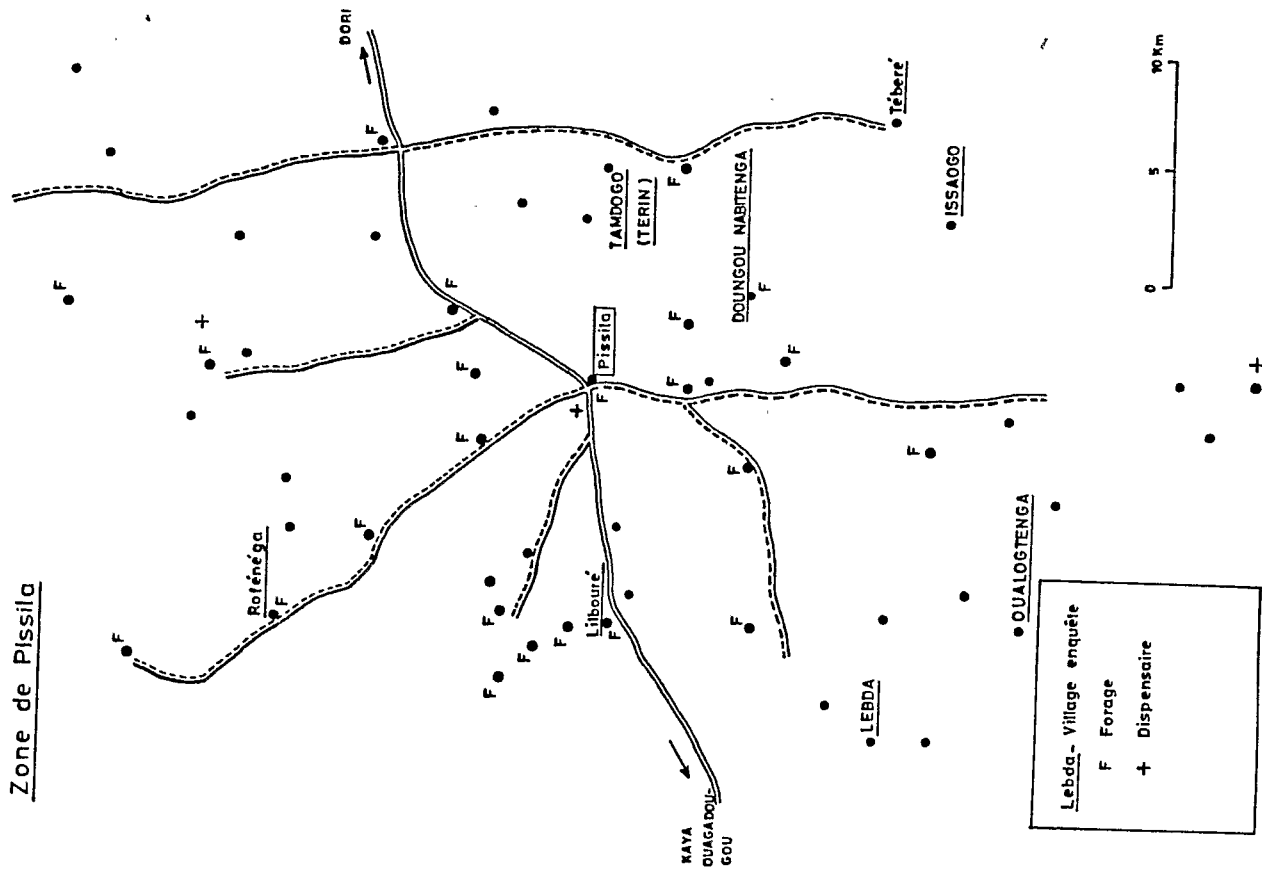 Zone de Pissila
F
F
F +
Roténéga
F
DORI
F
F
F
F
F
F
F
F
F
Lilbouré
F
+
Pissila
F
TAMDOGO
(TERIN)
F
F
F
KAYA
OUAGADOU-
GOU
DOUNGOU NABITENGA
F
F
F
F
LEBDA
Téberé
F
ISSAOGO
OUALOGTENGA
0 5 10 Km
Lebda- Village enquête
F Forage
+ Dispensaire
+